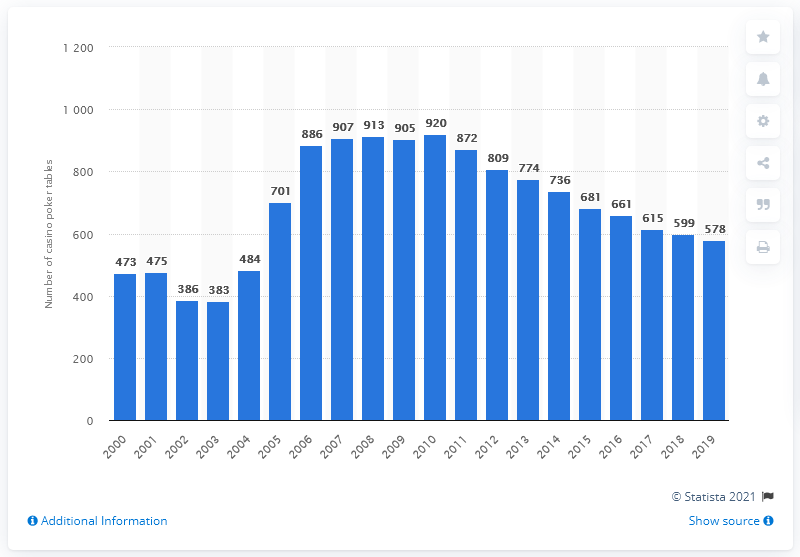 Number of casino poker tables
1 200
1 000
800
600
400
200
0
473 475 386 383 484 701 886 907 913 905 920 872 809 774 736 681 661 615 599 578
2000 2001 2002 2003 2004 2005 2006 2007 2008 2009 2010 2011 2012 2013 2014 2015 2016 2017 2018 2019
© Statista 2021
Additional Information
Show source